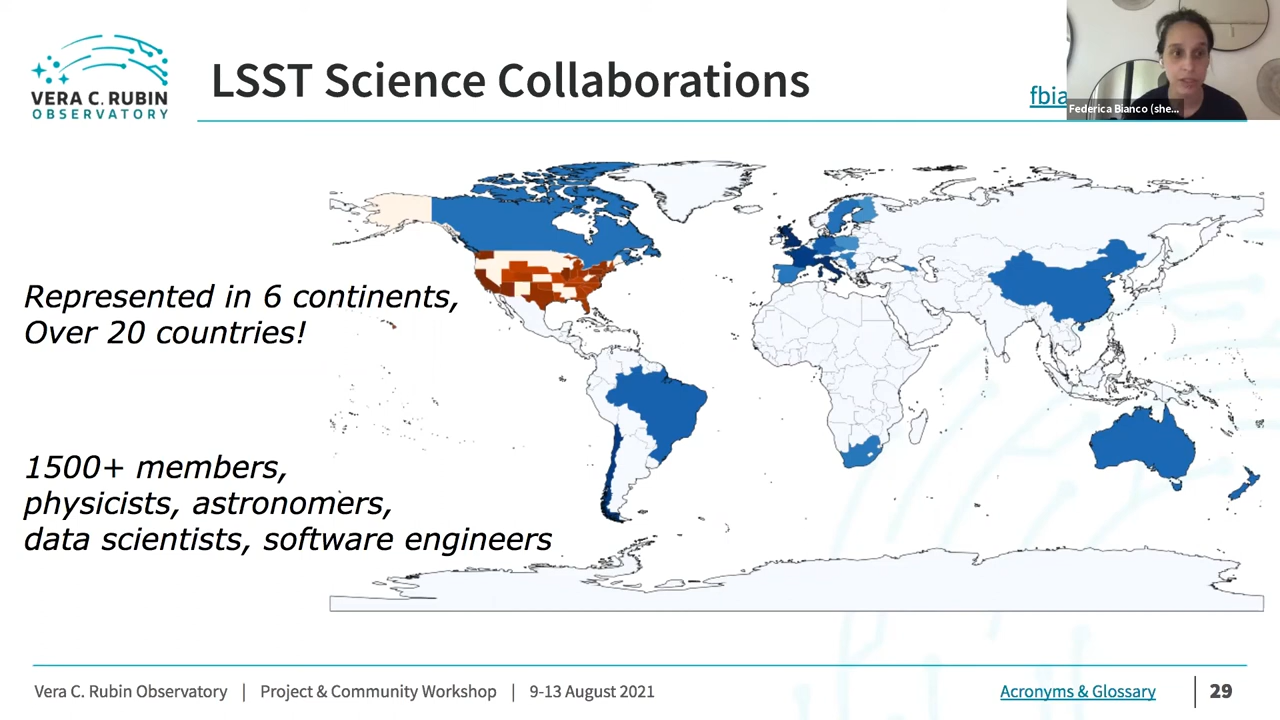 VERA C. RUBIN
OBSERVATORY
LSST Science Collaborations
fbia
Federica Bianco (she...
Represented in 6 continents,
Over 20 countries!
1500+ members,
physicists, astronomers,
data scientists, software engineers
Vera C. Rubin Observatory | Project & Community Workshop | 9-13 August 2021
Acronyms & Glossary | 29